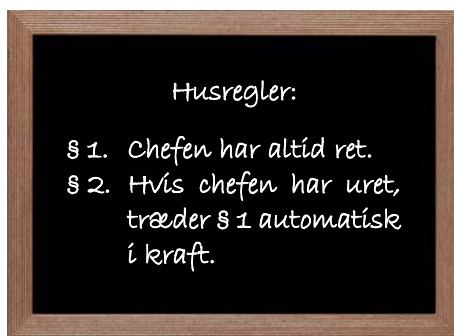 Husregler:
§ 1. Chefen har altid ret.
§ 2. Hvis chefen har uret,
træder § 1 automatisk
i kraft.